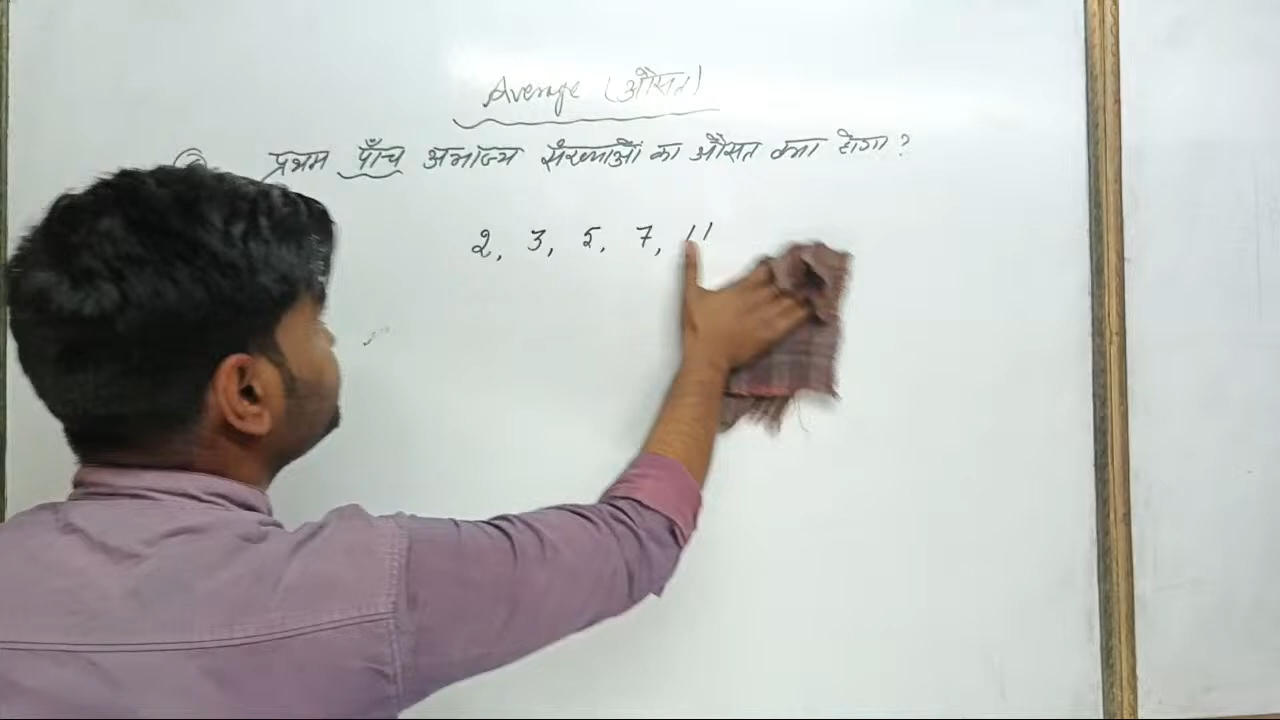 Average (औसत)
प्रथम पाँच अभाज्य संख्याओं का औसत क्या होगा ?
2, 3, 5, 7, 11